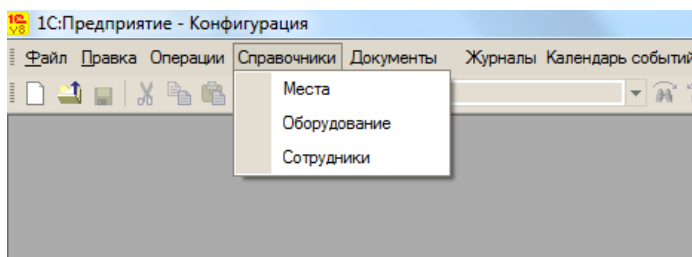 1С:Предприятие - Конфигурация
Файл Правка Операции Справочники Документы Журналы Календарь событий
Места
Оборудование
Сотрудники